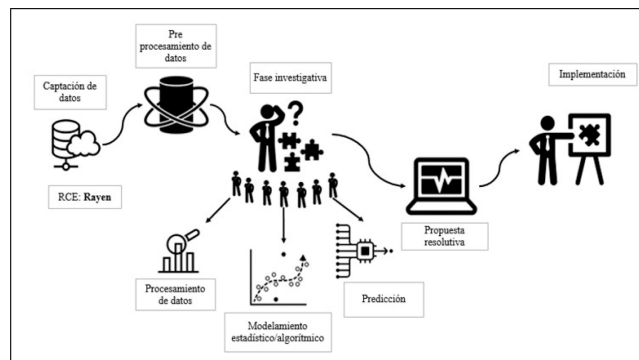 Captación de
datos
RCE: Rayen
Pre
procesamiento de
datos
Fase investigativa
?
Procesamiento
de datos
Modelamiento
estadístico/algorítmico
Predicción
Propuesta
resolutiva
Implementación